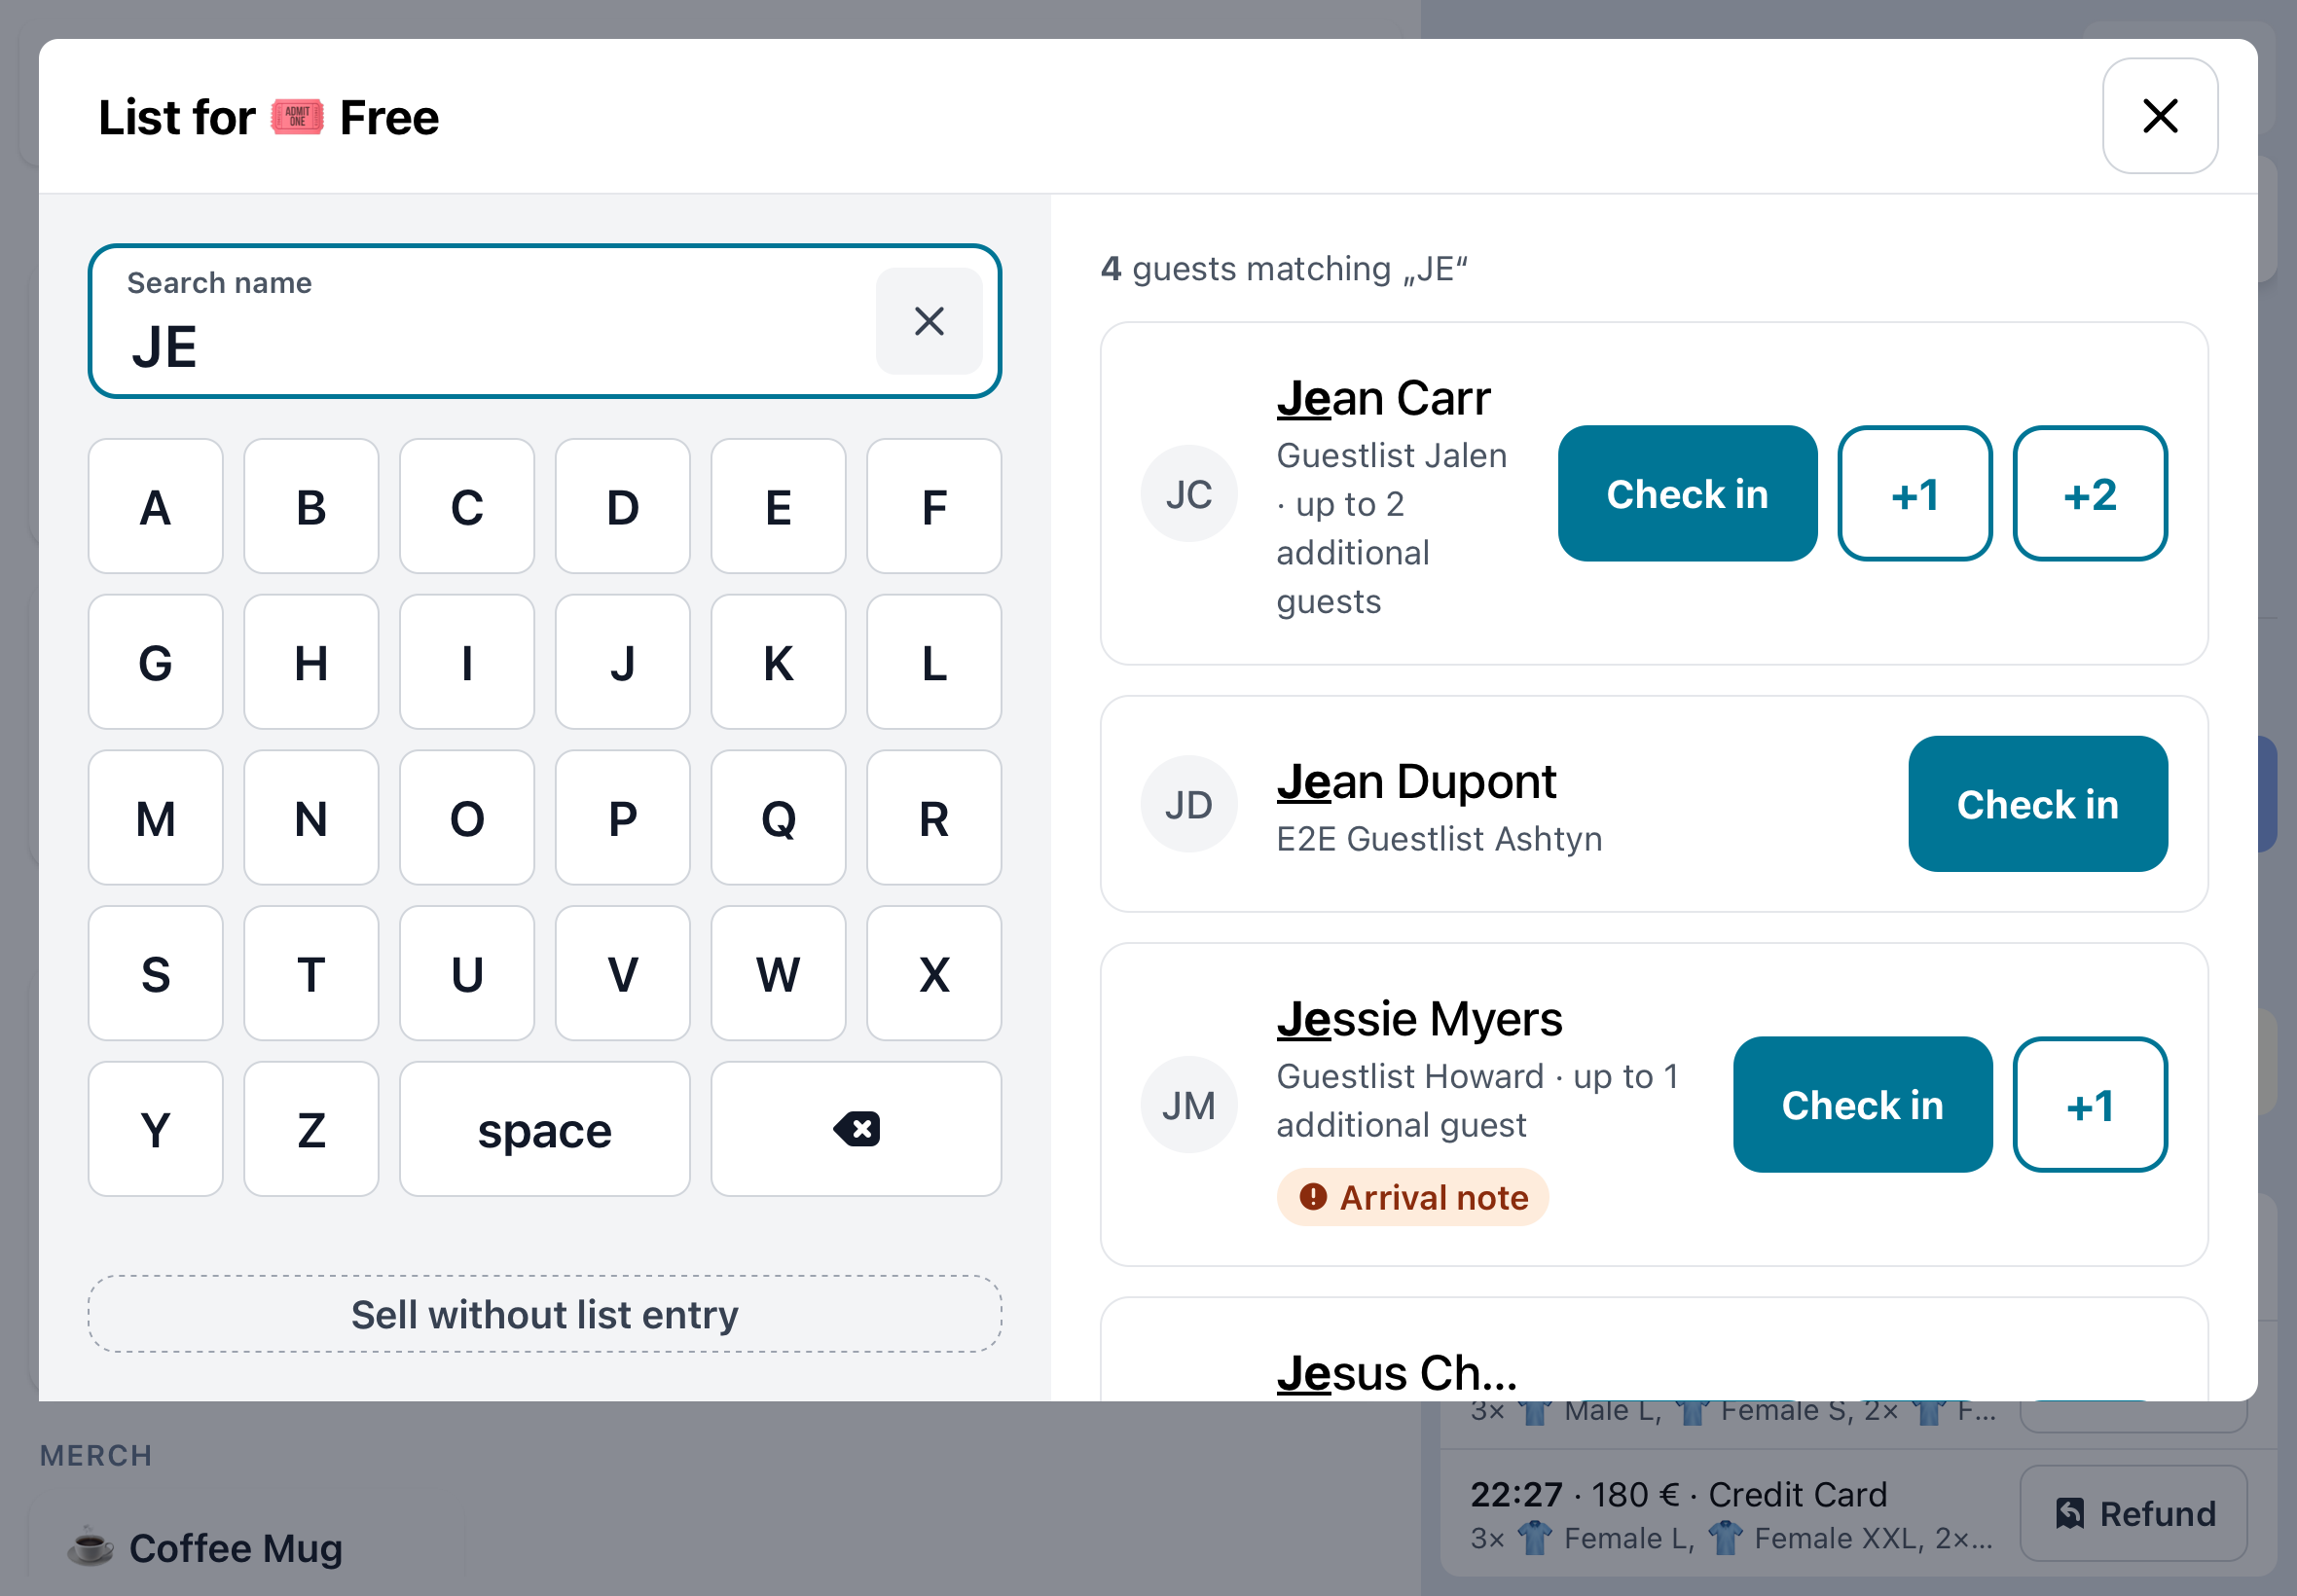 List for 🎟️ Free
ADMIT
ONE
Search name
JE
A B C D E F
G H I J K L
M N O P Q R
S T U V W X
Y Z space
Sell without list entry
4 guests matching „JE“
JC
Jean Carr
Guestlist Jalen
· up to 2
additional
guests
Check in +1 +2
JD
Jean Dupont
E2E Guestlist Ashtyn
Check in
JM
Jessie Myers
Guestlist Howard · up to 1
additional guest
Arrival note
Check in +1
Jesus Ch...
MERCH
Coffee Mug
3× Male L, Female S, 2× F...
22:27 · 180 € · Credit Card
3× Female L, Female XXL, 2×...
Refund